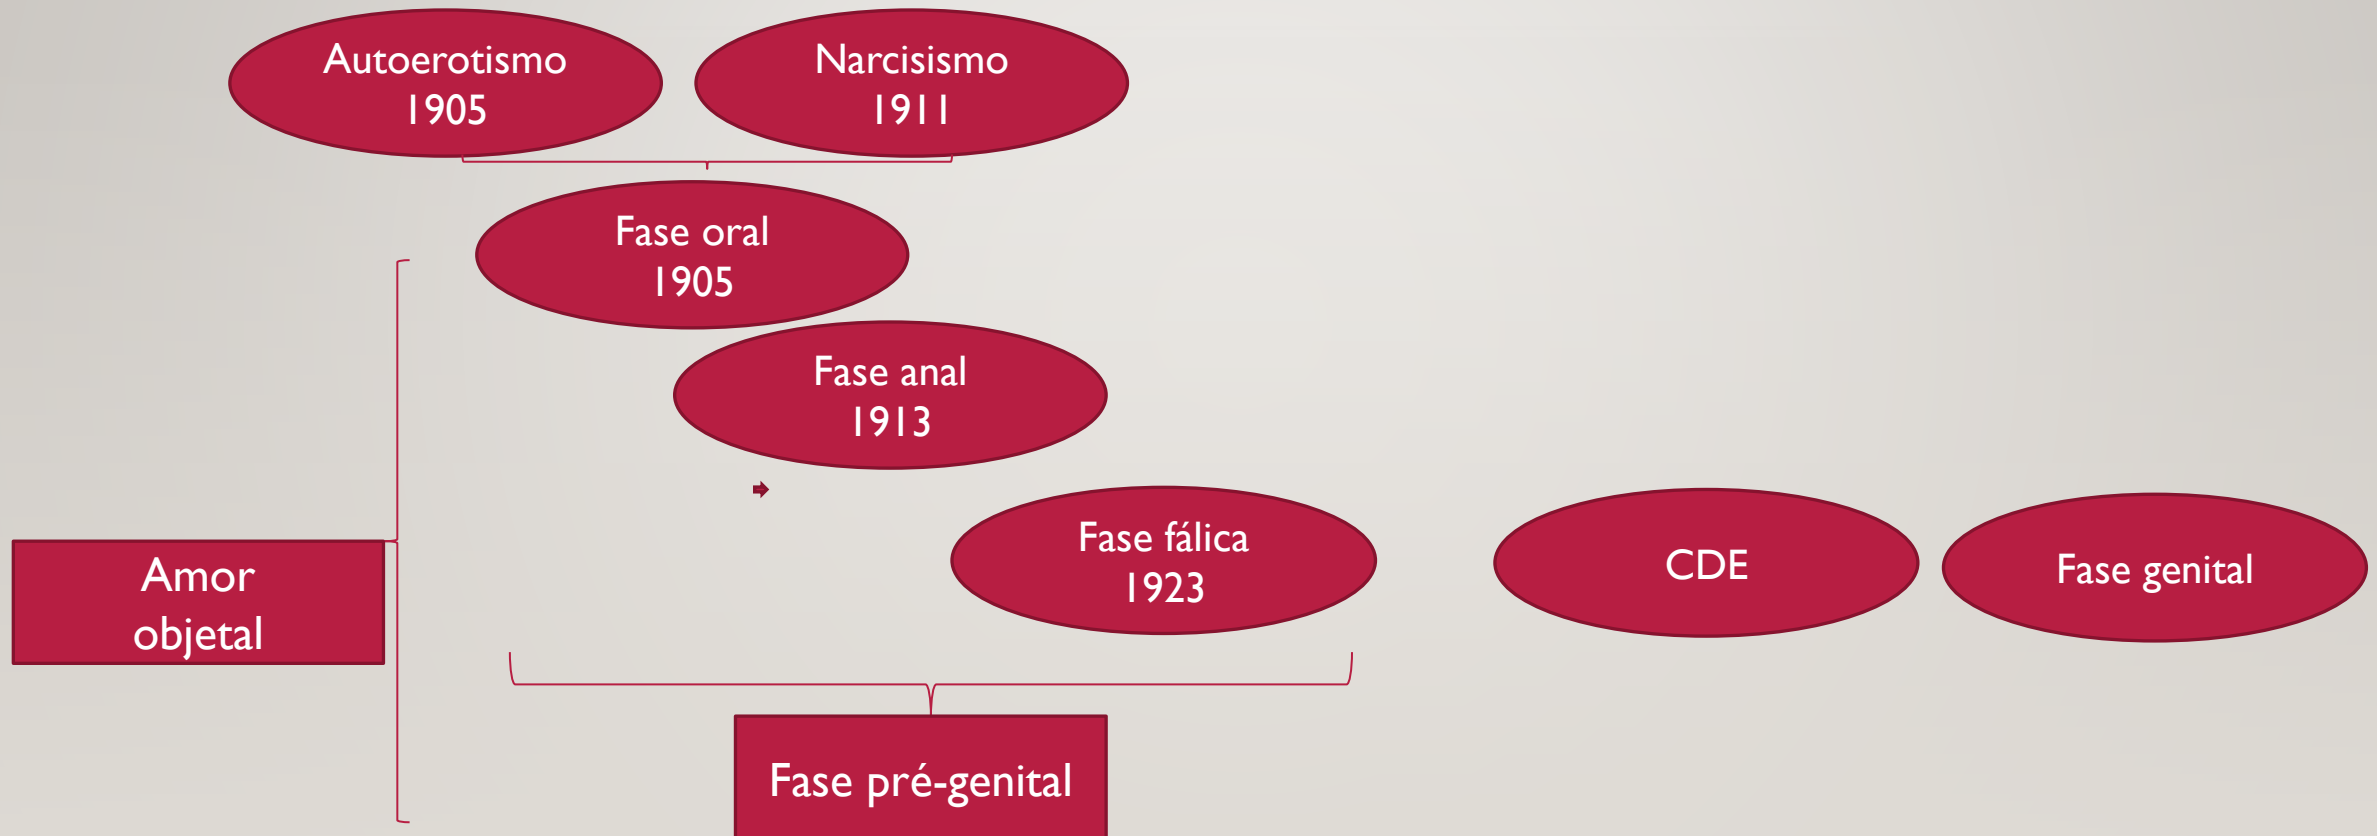 Autoerotismo
1905
Narcisismo
1911
Fase oral
1905
Fase anal
1913
Fase fálica
1923
CDE
Fase genital
Amor
objetal
Fase pré-genital